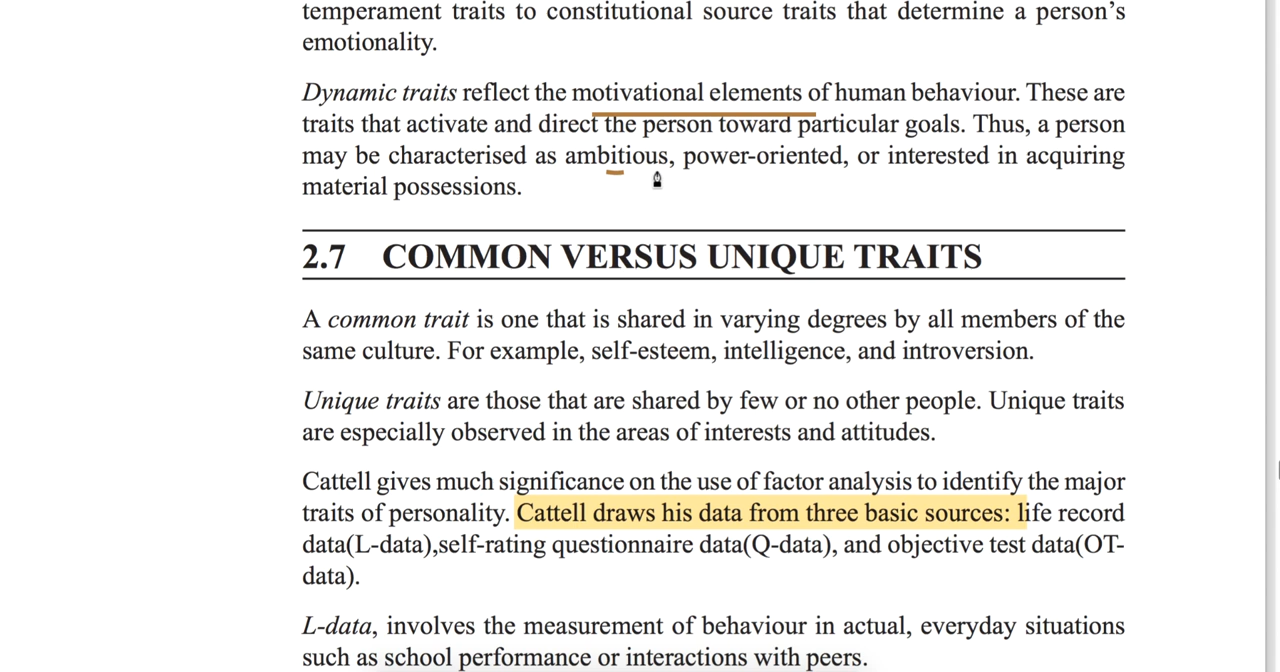 temperament traits to constitutional source traits that determine a person's
emotionality.
Dynamic traits reflect the motivational elements of human behaviour. These are
traits that activate and direct the person toward particular goals. Thus, a person
may be characterised as ambitious, power-oriented, or interested in acquiring
material possessions.
2.7 COMMON VERSUS UNIQUE TRAITS
A common trait is one that is shared in varying degrees by all members of the
same culture. For example, self-esteem, intelligence, and introversion.
Unique traits are those that are shared by few or no other people. Unique traits
are especially observed in the areas of interests and attitudes.
Cattell gives much significance on the use of factor analysis to identify the major
traits of personality. Cattell draws his data from three basic sources: life record
data(L-data),self-rating questionnaire data(Q-data), and objective test data(OT-
data).
L-data, involves the measurement of behaviour in actual, everyday situations
such as school performance or interactions with peers.